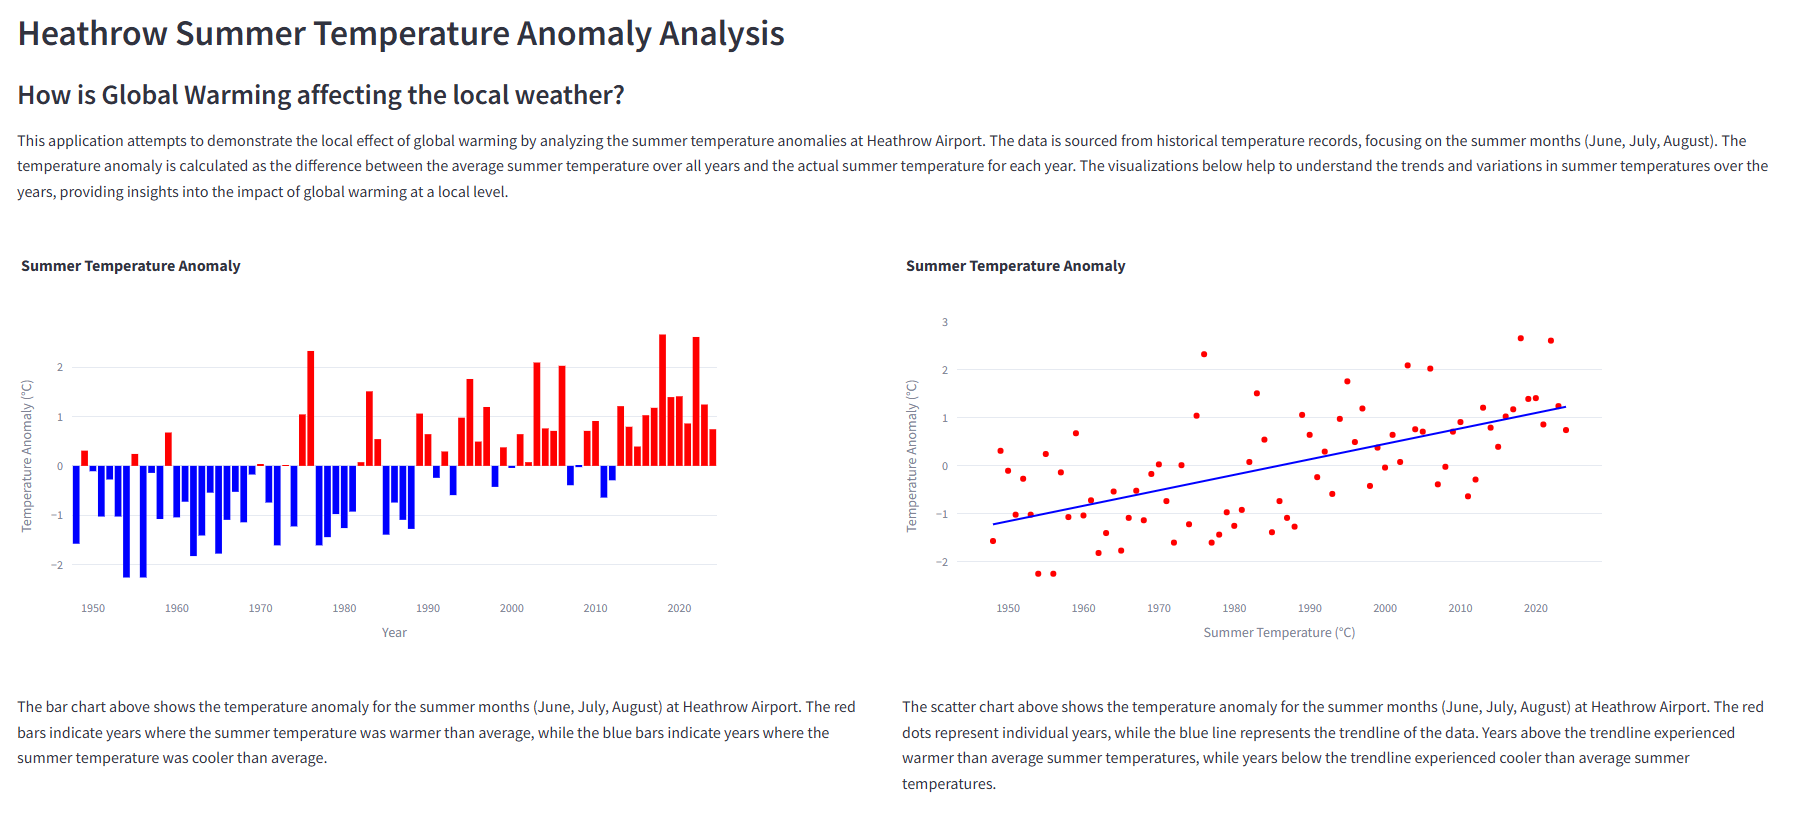 Heathrow Summer Temperature Anomaly Analysis
How is Global Warming affecting the local weather?
This application attempts to demonstrate the local effect of global warming by analyzing the summer temperature anomalies at Heathrow Airport. The data is sourced from historical temperature records, focusing on the summer months (June, July, August). The
temperature anomaly is calculated as the difference between the average summer temperature over all years and the actual summer temperature for each year. The visualizations below help to understand the trends and variations in summer temperatures over the
years, providing insights into the impact of global warming at a local level.
Summer Temperature Anomaly
2
1
0
−1
−2
Temperature Anomaly (°C)
1950 1960 1970 1980 1990 2000 2010 2020
Year
The bar chart above shows the temperature anomaly for the summer months (June, July, August) at Heathrow Airport. The red
bars indicate years where the summer temperature was warmer than average, while the blue bars indicate years where the
summer temperature was cooler than average.
Summer Temperature Anomaly
3
2
1
0
−1
−2
Temperature Anomaly (°C)
1950 1960 1970 1980 1990 2000 2010 2020
Summer Temperature (°C)
The scatter chart above shows the temperature anomaly for the summer months (June, July, August) at Heathrow Airport. The red
dots represent individual years, while the blue line represents the trendline of the data. Years above the trendline experienced
warmer than average summer temperatures, while years below the trendline experienced cooler than average summer
temperatures.